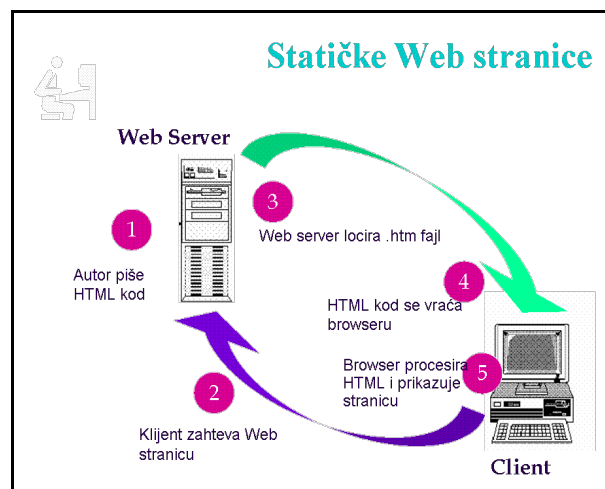 Statičke Web stranice
Web Server
3
Web server locira .htm fajl
1
Autor piše
HTML kod
4
HTML kod se vraća
browseru
5
Browser procesira
HTML i prikazuje
stranicu
2
Klijent zahteva Web
stranicu
Client